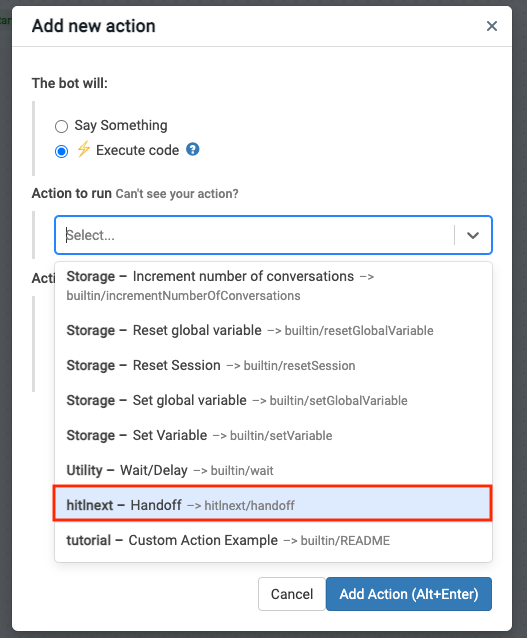 Add new action
The bot will:
Say Something
Execute code
Action to run Can't see your action?
Select...
Storage – Increment number of conversations –>
builtin/incrementNumberOfConversations
Storage – Reset global variable –> builtin/resetGlobalVariable
Storage – Reset Session –> builtin/resetSession
Storage – Set global variable –> builtin/setGlobalVariable
Storage – Set Variable –> builtin/setVariable
Utility – Wait/Delay –> builtin/wait
hitlnext – Handoff –> hitlnext/handoff
tutorial – Custom Action Example –> builtin/README
Cancel
Add Action (Alt+Enter)